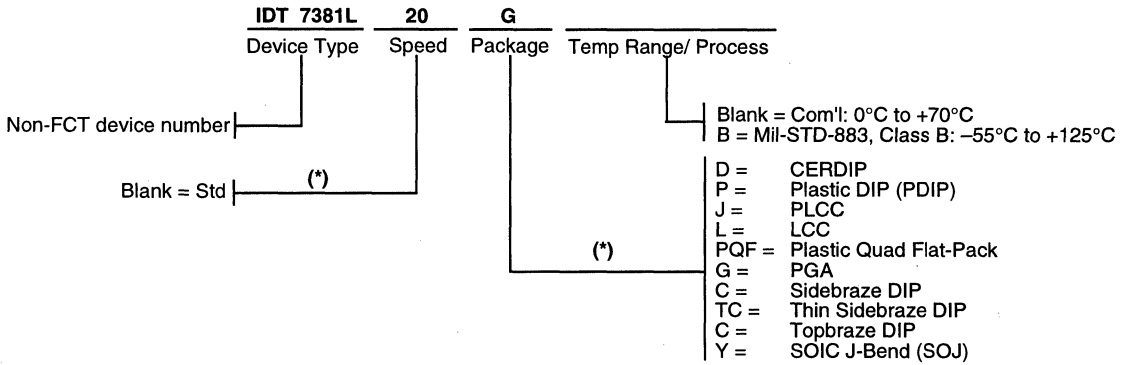 IDT 7381L 20 G
Device Type Speed Package Temp Range/ Process
Non-FCT device number
Blank = Com'l: 0°C to +70°C
B = Mil-STD-883, Class B: –55°C to +125°C
Blank = Std (*)
(*)
D = CERDIP
P = Plastic DIP (PDIP)
J = PLCC
L = LCC
PQF = Plastic Quad Flat-Pack
G = PGA
C = Sidebraze DIP
TC = Thin Sidebraze DIP
C = Topbraze DIP
Y = SOIC J-Bend (SOJ)